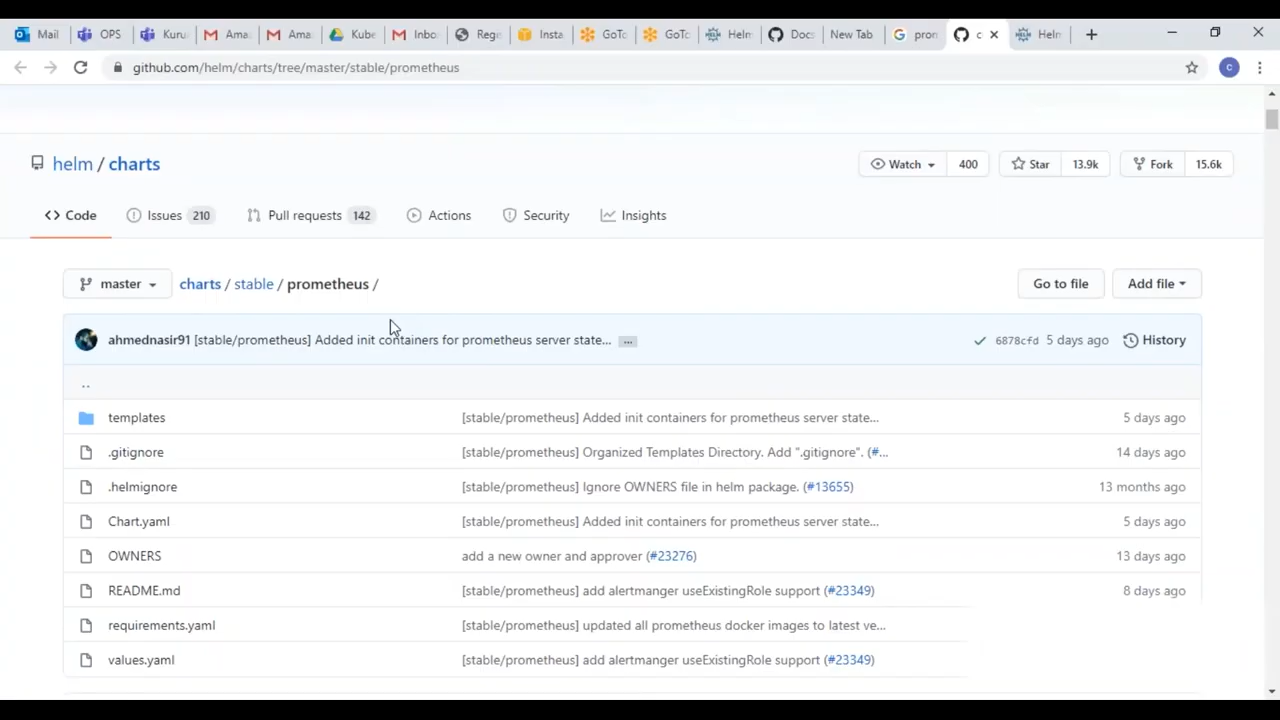 Mail OPS Kuru Ama Ama Kube Inbo Regi Insta GoTo GoTo Helm Docs New Tab pron c Helm
github.com/helm/charts/tree/master/stable/prometheus C
helm / charts Watch 400 Star 13.9k Fork 15.6k
<> Code Issues 210 Pull requests 142 Actions Security Insights
master charts / stable / prometheus / Go to file Add file
ahmednasir91 [stable/prometheus] Added init containers for prometheus server state... ... 6878cfd 5 days ago History
..
templates [stable/prometheus] Added init containers for prometheus server state... 5 days ago
.gitignore [stable/prometheus] Organized Templates Directory. Add ".gitignore". (#... 14 days ago
.helmignore [stable/prometheus] Ignore OWNERS file in helm package. (#13655) 13 months ago
Chart.yaml [stable/prometheus] Added init containers for prometheus server state... 5 days ago
OWNERS add a new owner and approver (#23276) 13 days ago
README.md [stable/prometheus] add alertmanger useExistingRole support (#23349) 8 days ago
requirements.yaml [stable/prometheus] updated all prometheus docker images to latest ve...
values.yaml [stable/prometheus] add alertmanger useExistingRole support (#23349)